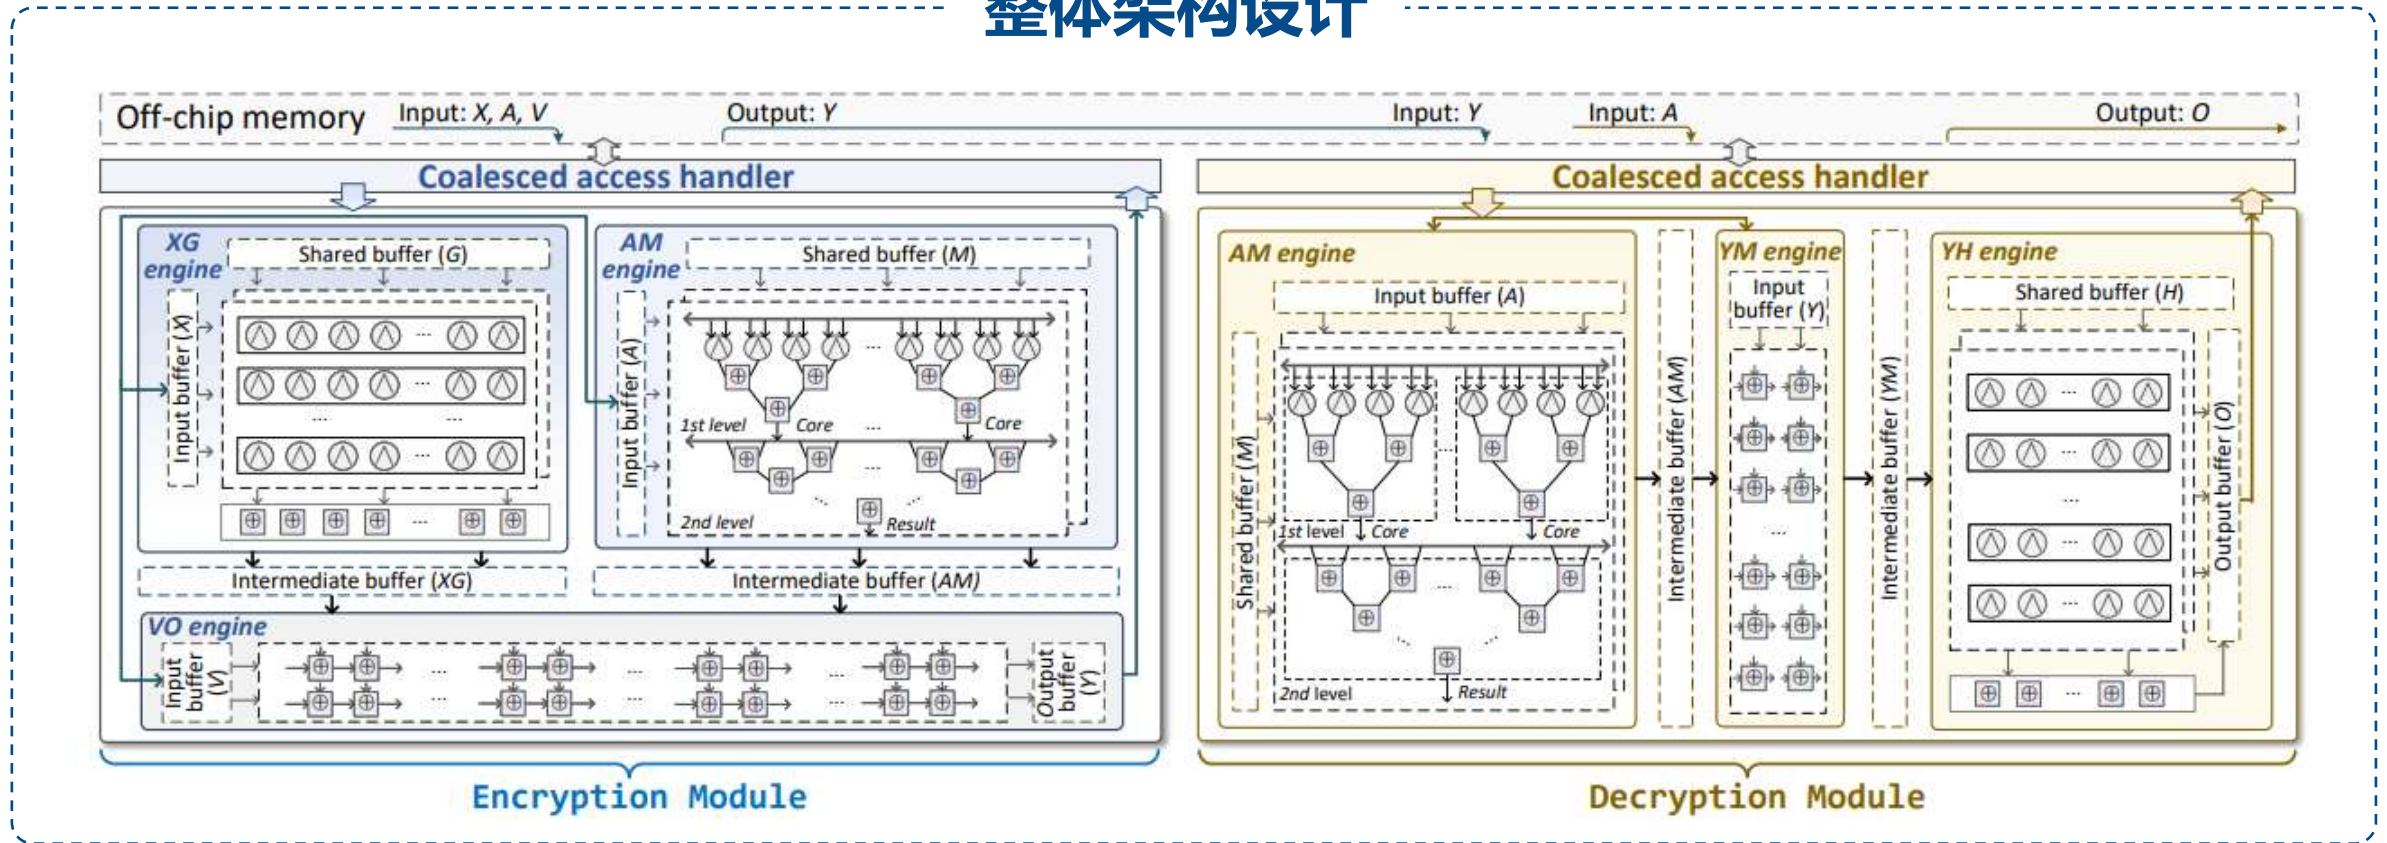 整体架构设计
Off-chip memory
Input: X, A, V
Output: Y
Input: Y
Input: A
Output: O
Coalesced access handler
XG
engine
Shared buffer (G)
Input buffer (X)
...
...
...
...
...
AM
engine
Shared buffer (M)
Input buffer (A)
...
1st level
Core
...
Core
...
2nd level
Result
Intermediate buffer (XG)
Intermediate buffer (AM)
VO engine
Input
buffer
(V)
...
...
...
...
...
...
Output
buffer
(Y)
Encryption Module
Coalesced access handler
AM engine
Input buffer (A)
Shared buffer (M)
...
1st level
Core
Core
...
2nd level
Result
Intermediate buffer (AM)
YM engine
Input
buffer (Y)
...
Intermediate buffer (YM)
YH engine
Shared buffer (H)
...
...
...
...
...
...
Output buffer (O)
Decryption Module